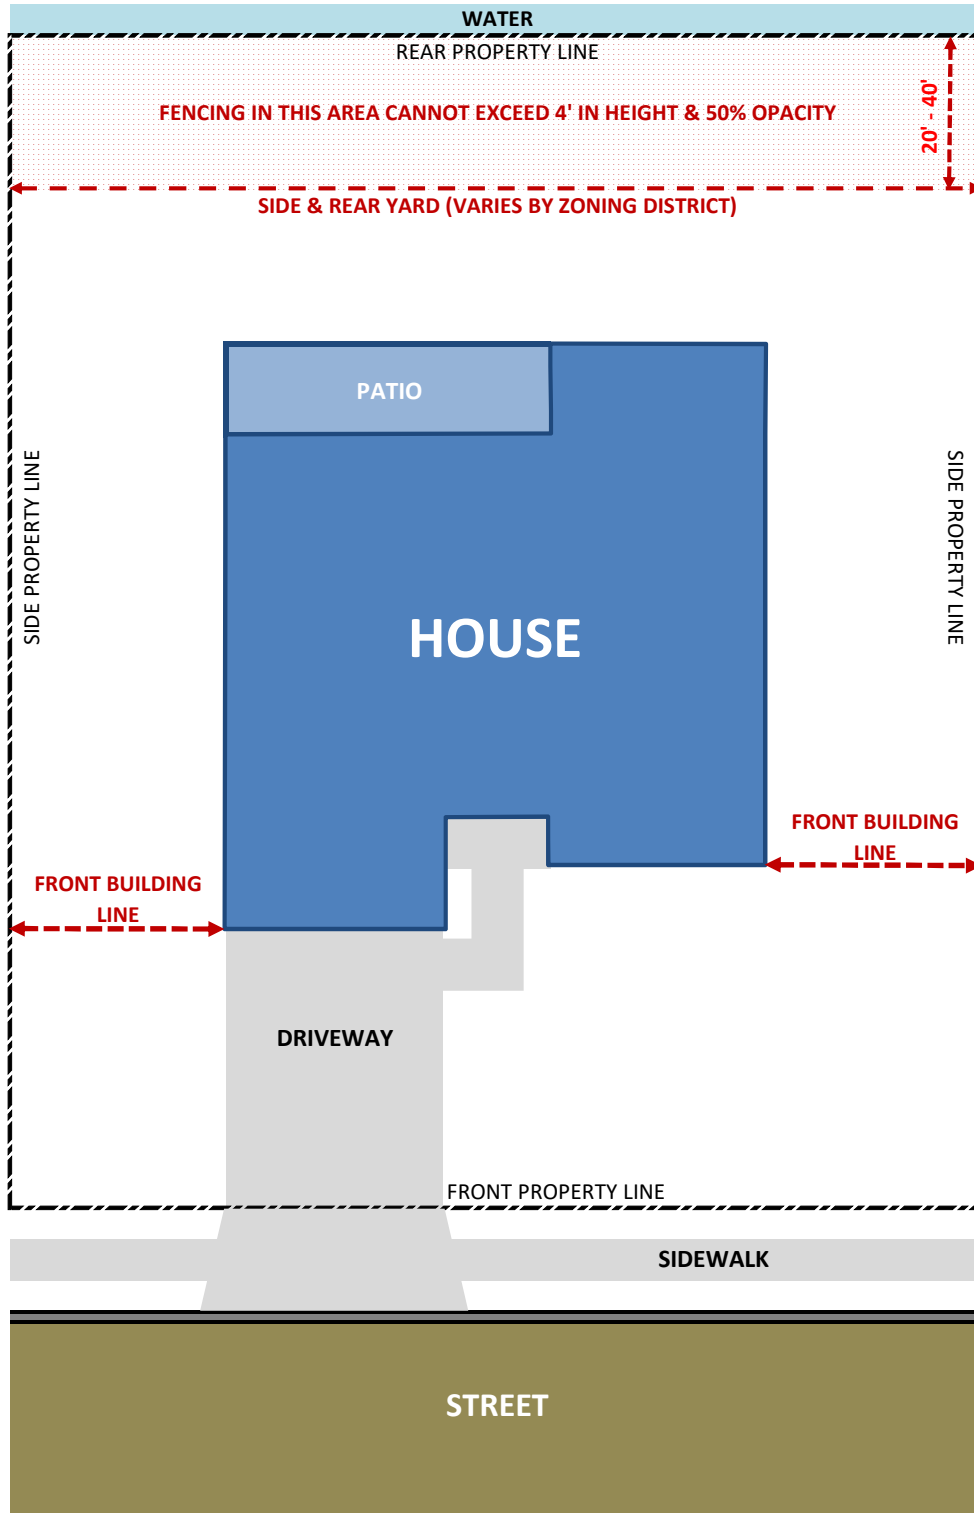 WATER
REAR PROPERTY LINE
FENCING IN THIS AREA CANNOT EXCEED 4' IN HEIGHT & 50% OPACITY
20' - 40'
SIDE & REAR YARD (VARIES BY ZONING DISTRICT)
PATIO
SIDE PROPERTY LINE
SIDE PROPERTY LINE
HOUSE
FRONT BUILDING
LINE
FRONT BUILDING
LINE
DRIVEWAY
FRONT PROPERTY LINE
SIDEWALK
STREET